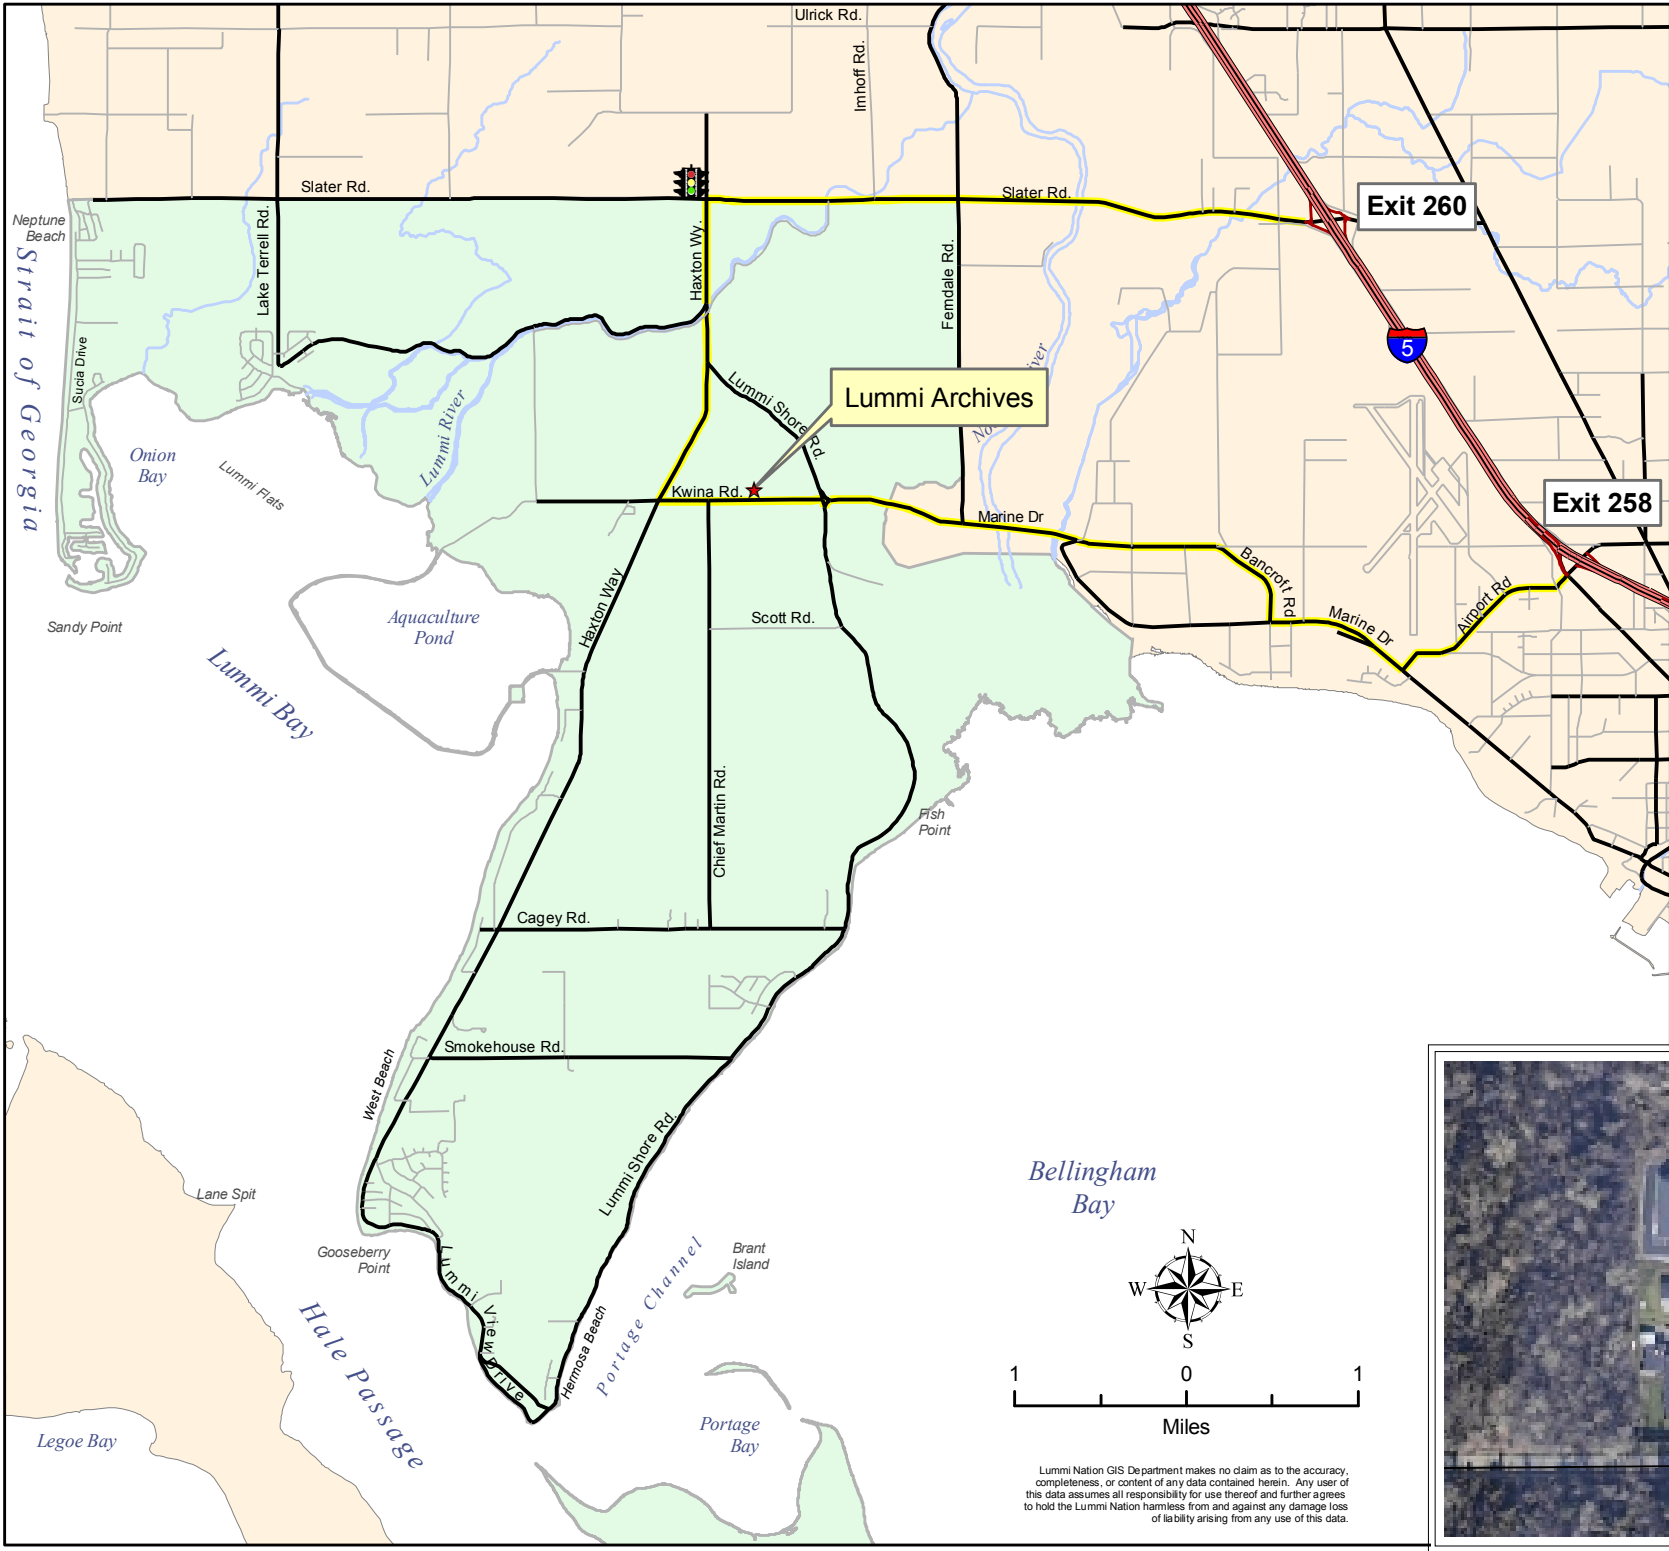 Ulrick Rd.
Imhoff Rd.
Slater Rd.
Slater Rd.
Exit 260
Neptune
Beach
Strait of Georgia
Lake Terrell Rd.
Haxton Wy.
Ferndale Rd.
Sucia Drive
5
Lummi Shore Rd.
Lummi Archives
Lummi River
Onion
Bay
Lummi Flats
Kwina Rd.
Marine Dr
Exit 258
Bancroft Rd
Marine Dr
Airport Rd
Sandy Point
Aquaculture
Pond
Haxton Way
Scott Rd.
Lummi Bay
Chief Martin Rd.
Fish
Point
Cagey Rd.
Smokehouse Rd.
West Beach
Lummi Shore Rd.
Lane Spit
Gooseberry
Point
Lummi View Drive
Hermosa Beach
Portage Channel
Brant
Island
Bellingham
Bay
N
W E
S
Hale Passage
Legoe Bay
Portage
Bay
1 0 1
Miles
Lummi Nation GIS Department makes no claim as to the accuracy,
completeness, or content of any data contained herein. Any user of
this data assumes all responsibility for use thereof and further agrees
to hold the Lummi Nation harmless from and against any damage loss
of liability arising from any use of this data.